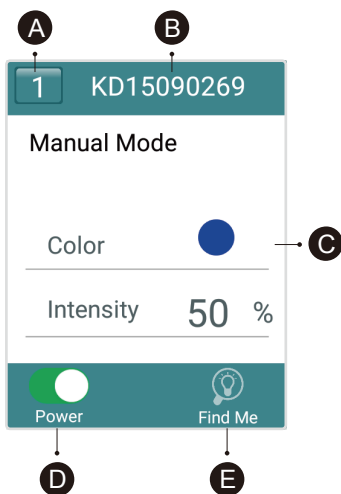 A B
1 KD15090269
Manual Mode
Color C
Intensity 50 %
Power Find Me
D E